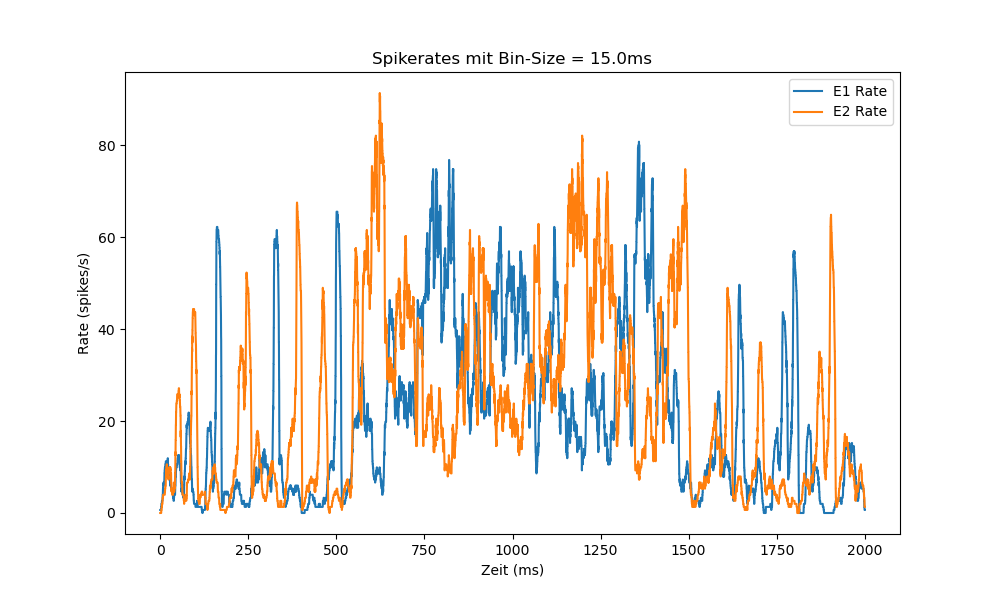 Spikerates mit Bin-Size = 15.0ms
E1 Rate
E2 Rate
Rate (spikes/s)
80
60
40
20
0
0 250 500 750 1000 1250 1500 1750 2000
Zeit (ms)